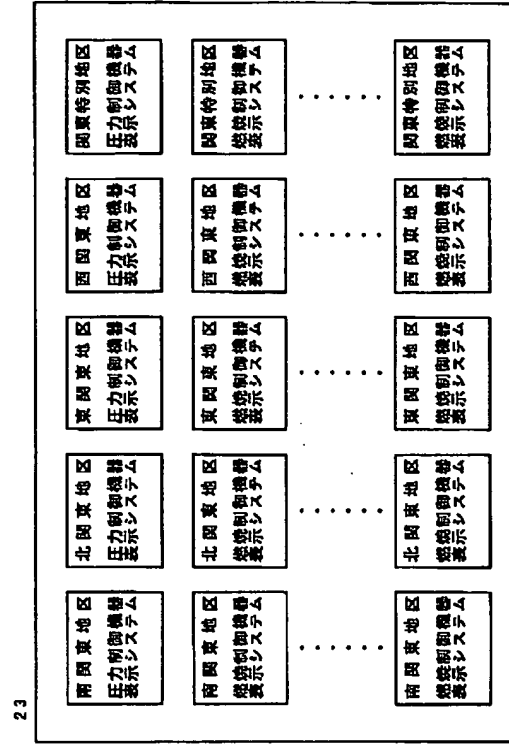 23
南関東地区
圧力制御機器
表示システム
北関東地区
圧力制御機器
表示システム
東関東地区
圧力制御機器
表示システム
西関東地区
圧力制御機器
表示システム
関東特別地区
圧力制御機器
表示システム
南関東地区
燃焼制御機器
表示システム
北関東地区
燃焼制御機器
表示システム
東関東地区
燃焼制御機器
表示システム
西関東地区
燃焼制御機器
表示システム
関東特別地区
燃焼制御機器
表示システム
南関東地区
燃焼制御機器
表示システム
北関東地区
燃焼制御機器
表示システム
東関東地区
燃焼制御機器
表示システム
西関東地区
燃焼制御機器
表示システム
関東特別地区
燃焼制御機器
表示システム